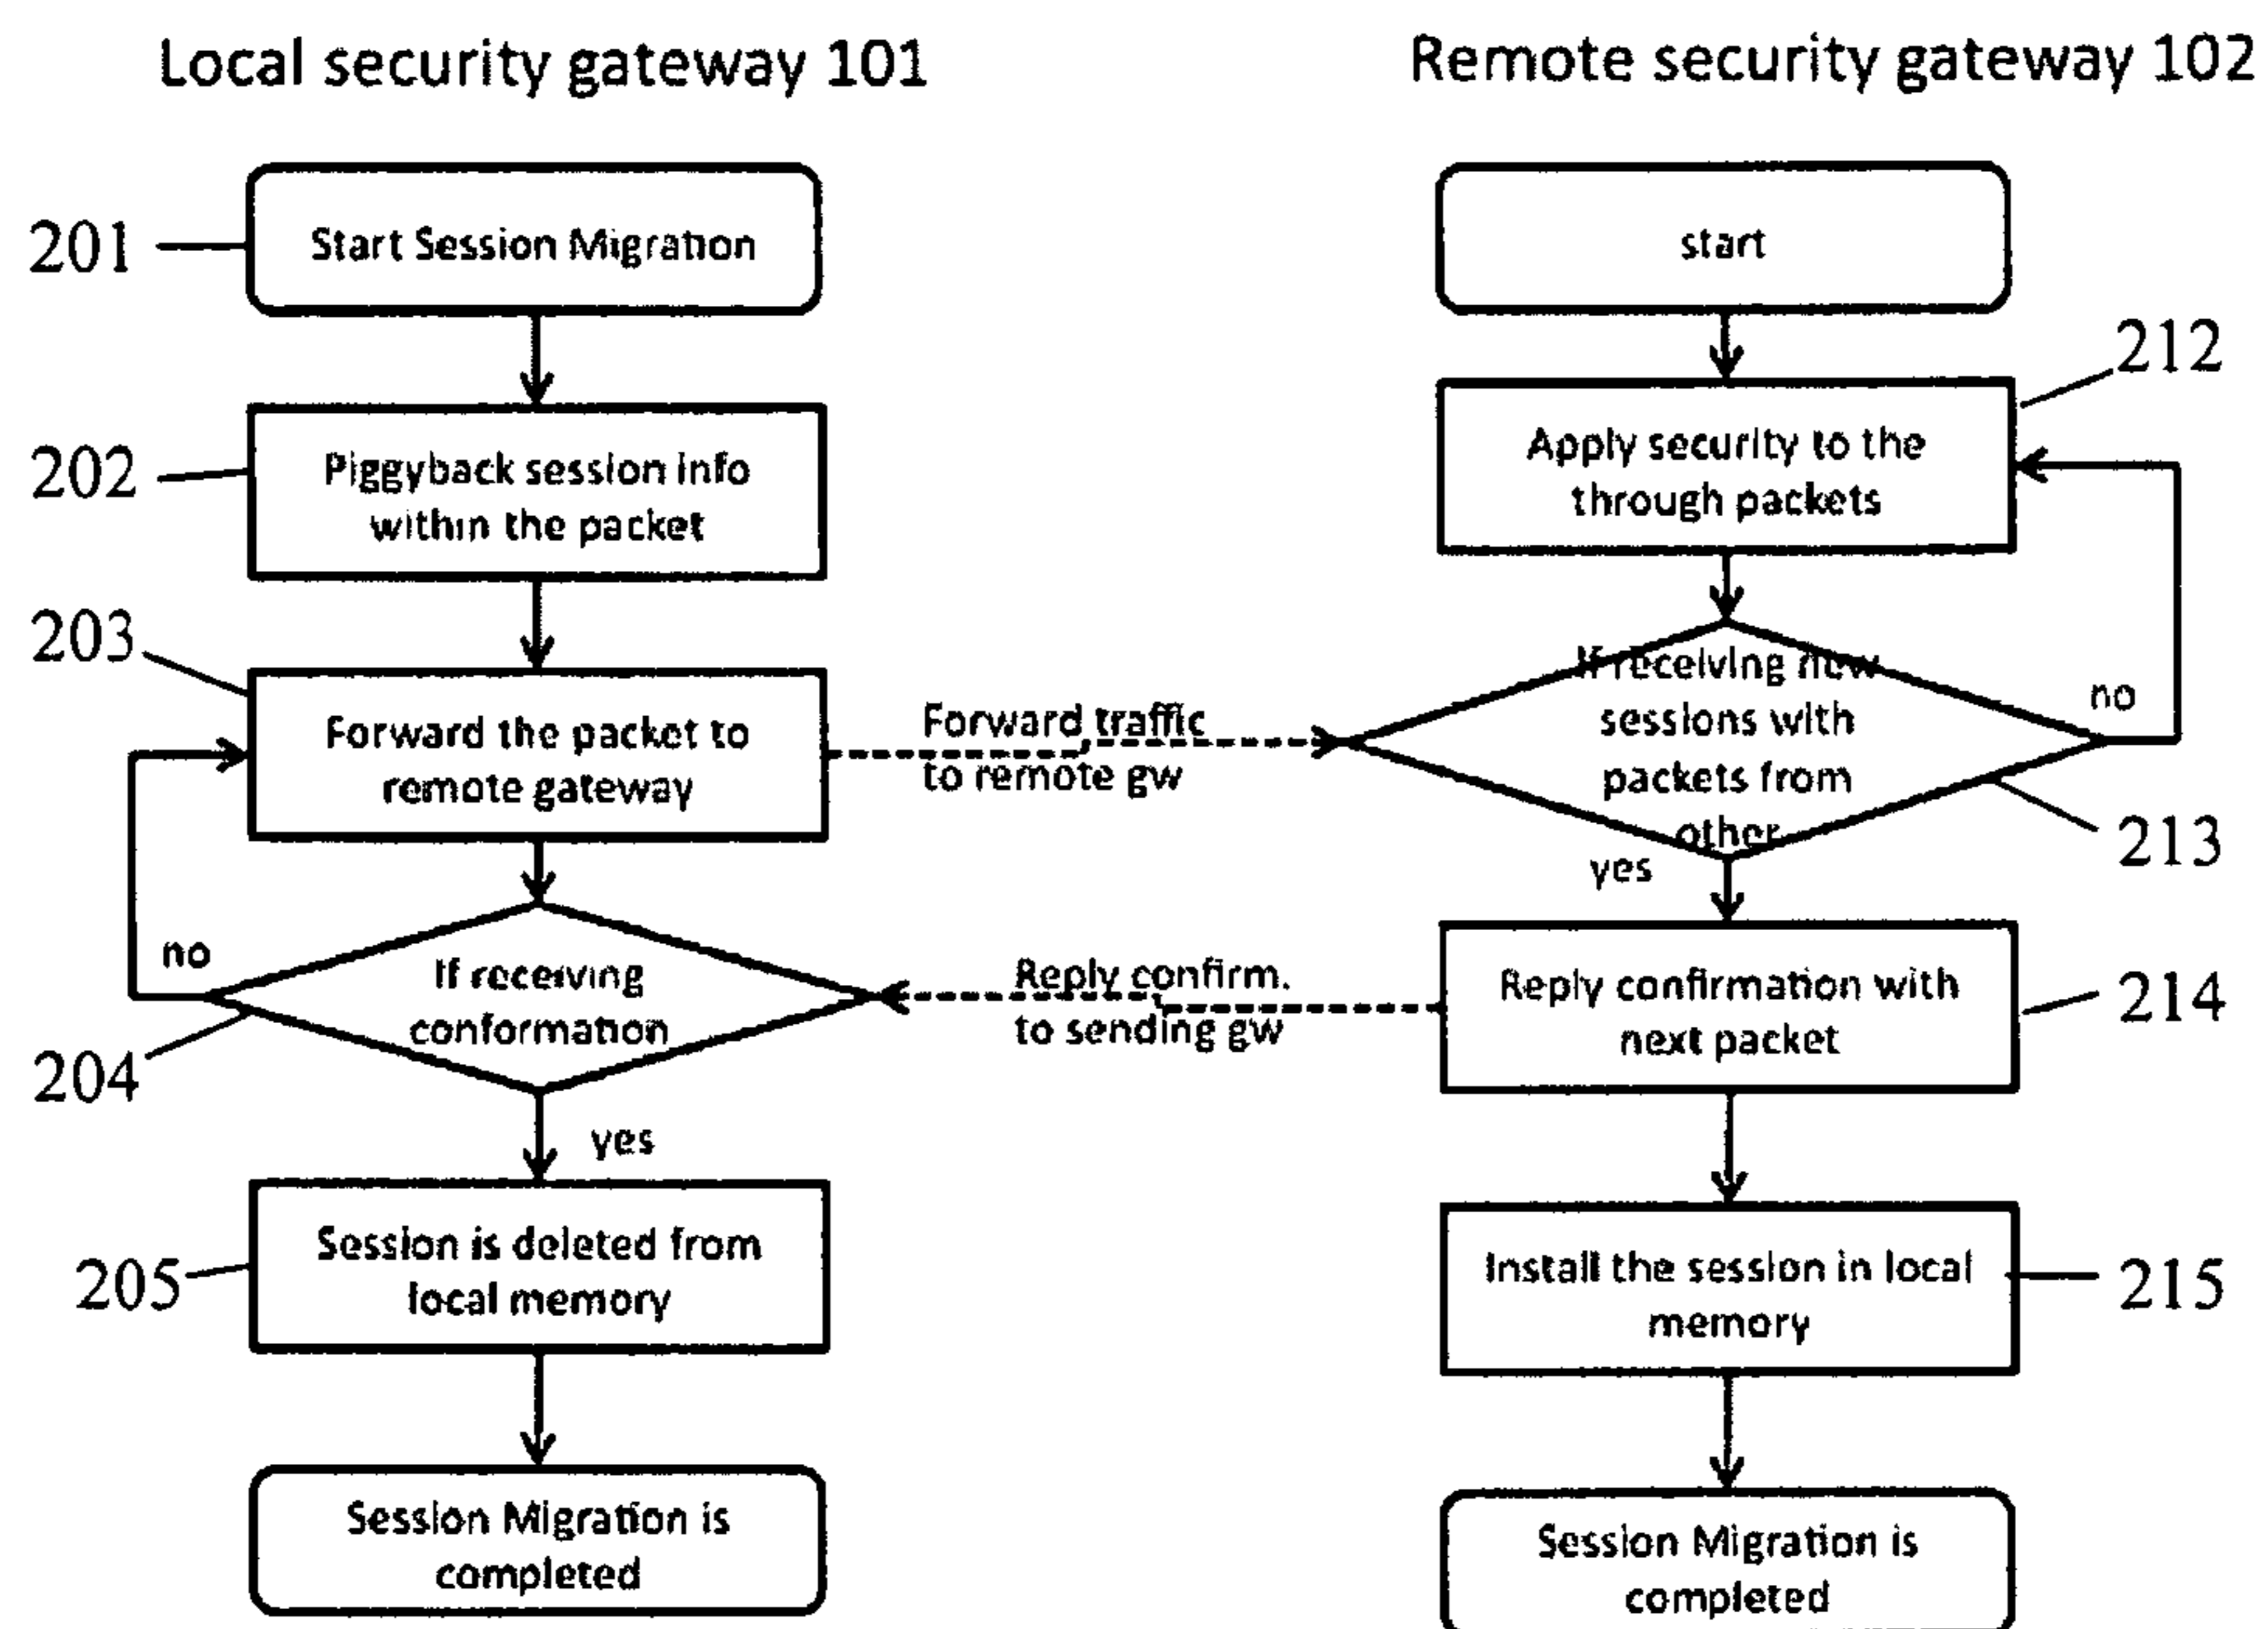 Local security gateway 101
201
Start Session Migration
202
Piggyback session info
within the packet
203
Forward the packet to
remote gateway
no
204
If receiving
conformation
yes
205
Session is deleted from
local memory
Session Migration is
completed
Forward traffic
to remote gw
Reply confirm.
to sending gw
Remote security gateway 102
start
212
Apply security to the
through packets
If receiving new
sessions with
packets from
other
no
213
yes
Reply confirmation with
next packet
214
Install the session in local
memory
215
Session Migration is
completed